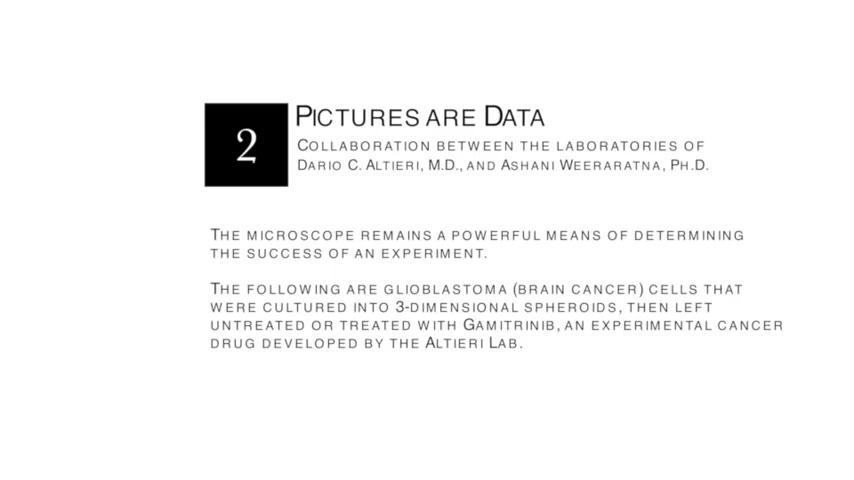 2
PICTURES ARE DATA
COLLABORATION BETWEEN THE LABORATORIES OF
DARIO C. ALTIERI, M.D., AND ASHANI WEERARATNA, PH.D.
THE MICROSCOPE REMAINS A POWERFUL MEANS OF DETERMINING
THE SUCCESS OF AN EXPERIMENT.
THE FOLLOWING ARE GLIOBLASTOMA (BRAIN CANCER) CELLS THAT
WERE CULTURED INTO 3-DIMENSIONAL SPHEROIDS, THEN LEFT
UNTREATED OR TREATED WITH GAMITRINIB, AN EXPERIMENTAL CANCER
DRUG DEVELOPED BY THE ALTIERI LAB.